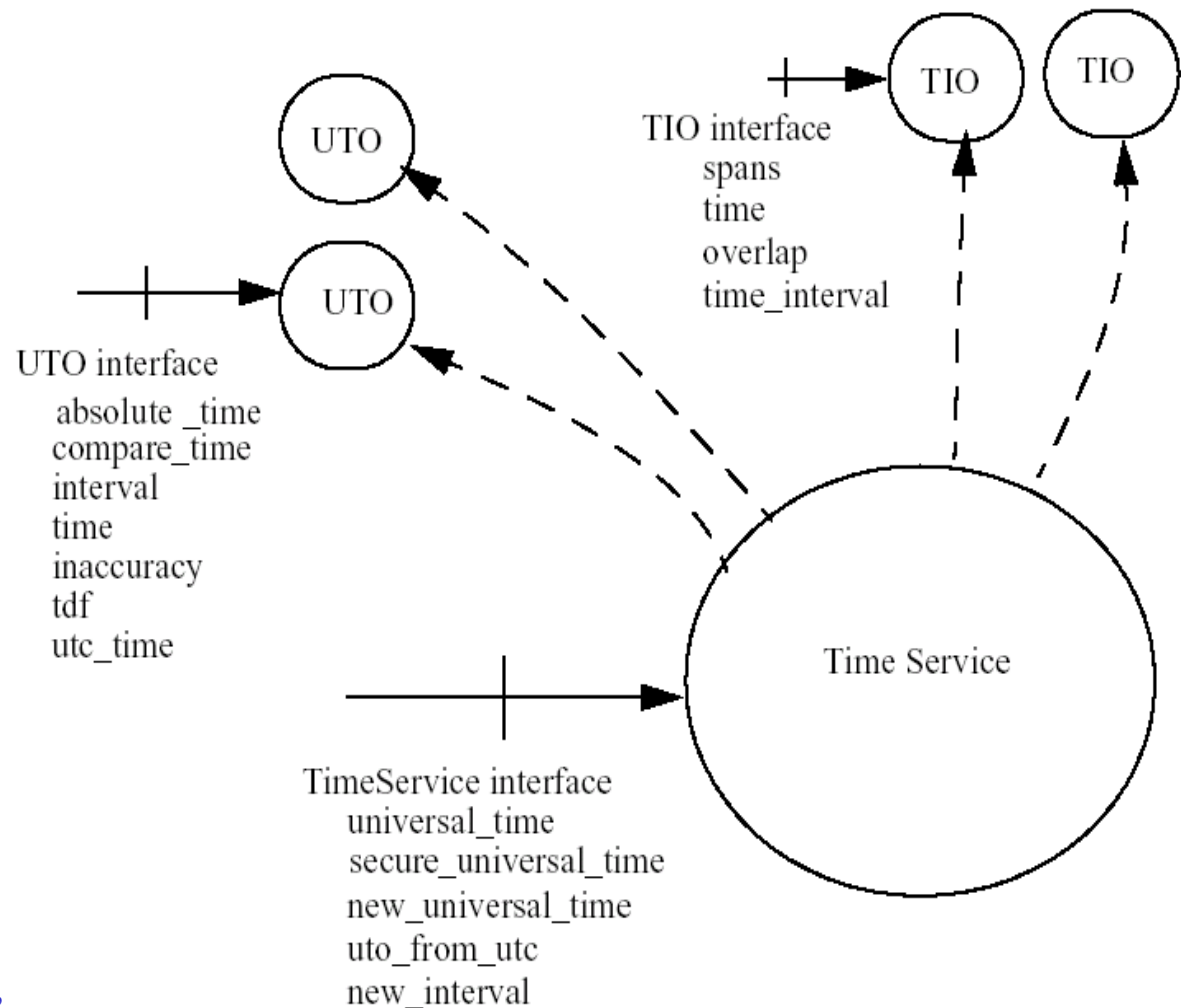 TIO
TIO
UTO
TIO interface
spans
time
overlap
time_interval
UTO
UTO interface
absolute _time
compare_time
interval
time
inaccuracy
tdf
utc_time
Time Service
TimeService interface
universal_time
secure_universal_time
new_universal_time
uto_from_utc
new_interval